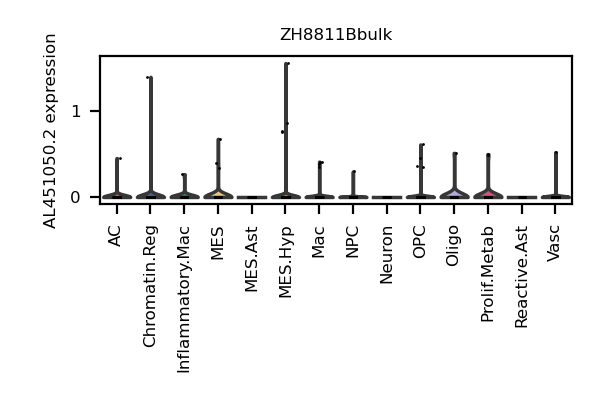 ZH8811Bbulk
AL451050.2 expression
1
0
AC
Chromatin.Reg
Inflammatory.Mac
MES
MES.Ast
MES.Hyp
Mac
NPC
Neuron
OPC
Oligo
Prolif.Metab
Reactive.Ast
Vasc